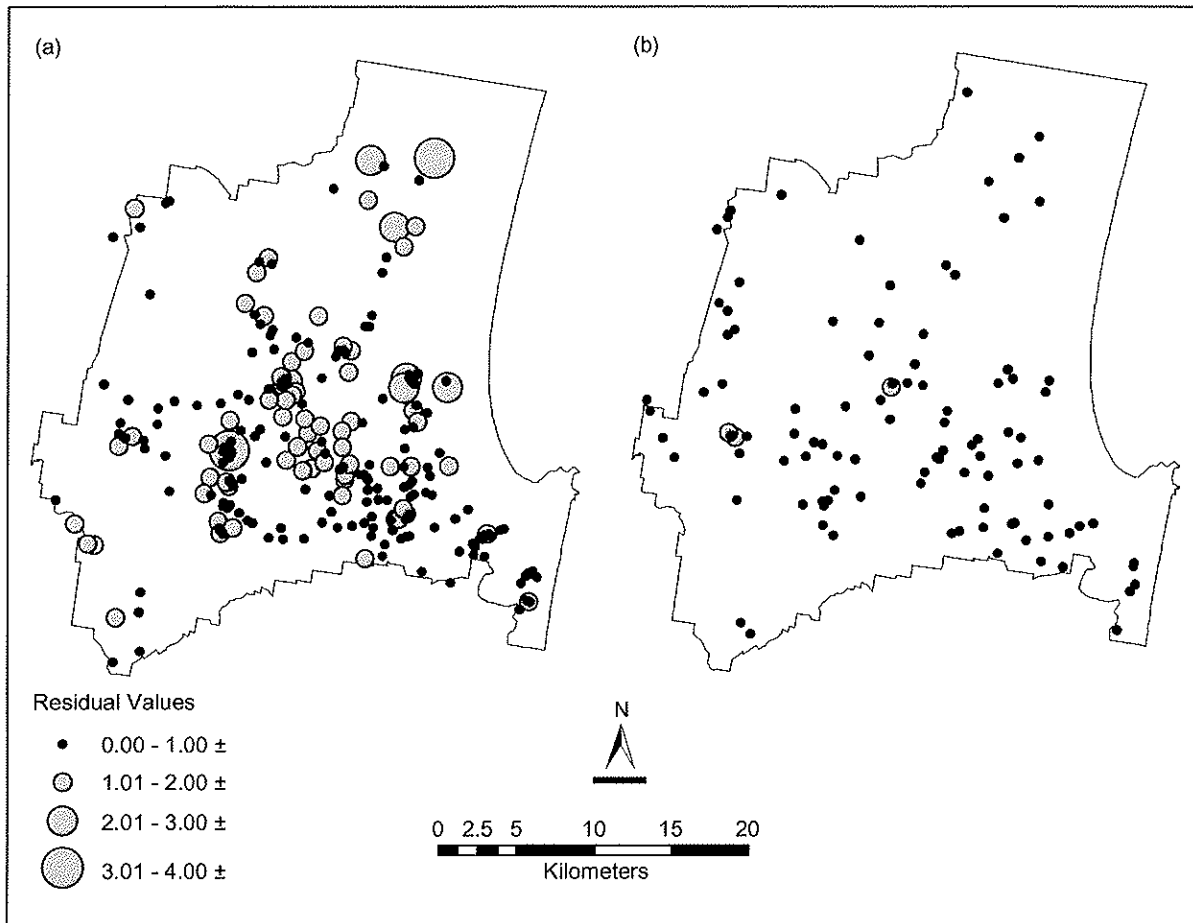 (a)
(b)
Residual Values
0.00 - 1.00 ±
1.01 - 2.00 ±
2.01 - 3.00 ±
3.01 - 4.00 ±
N
0 2.5 5 10 15 20
Kilometers